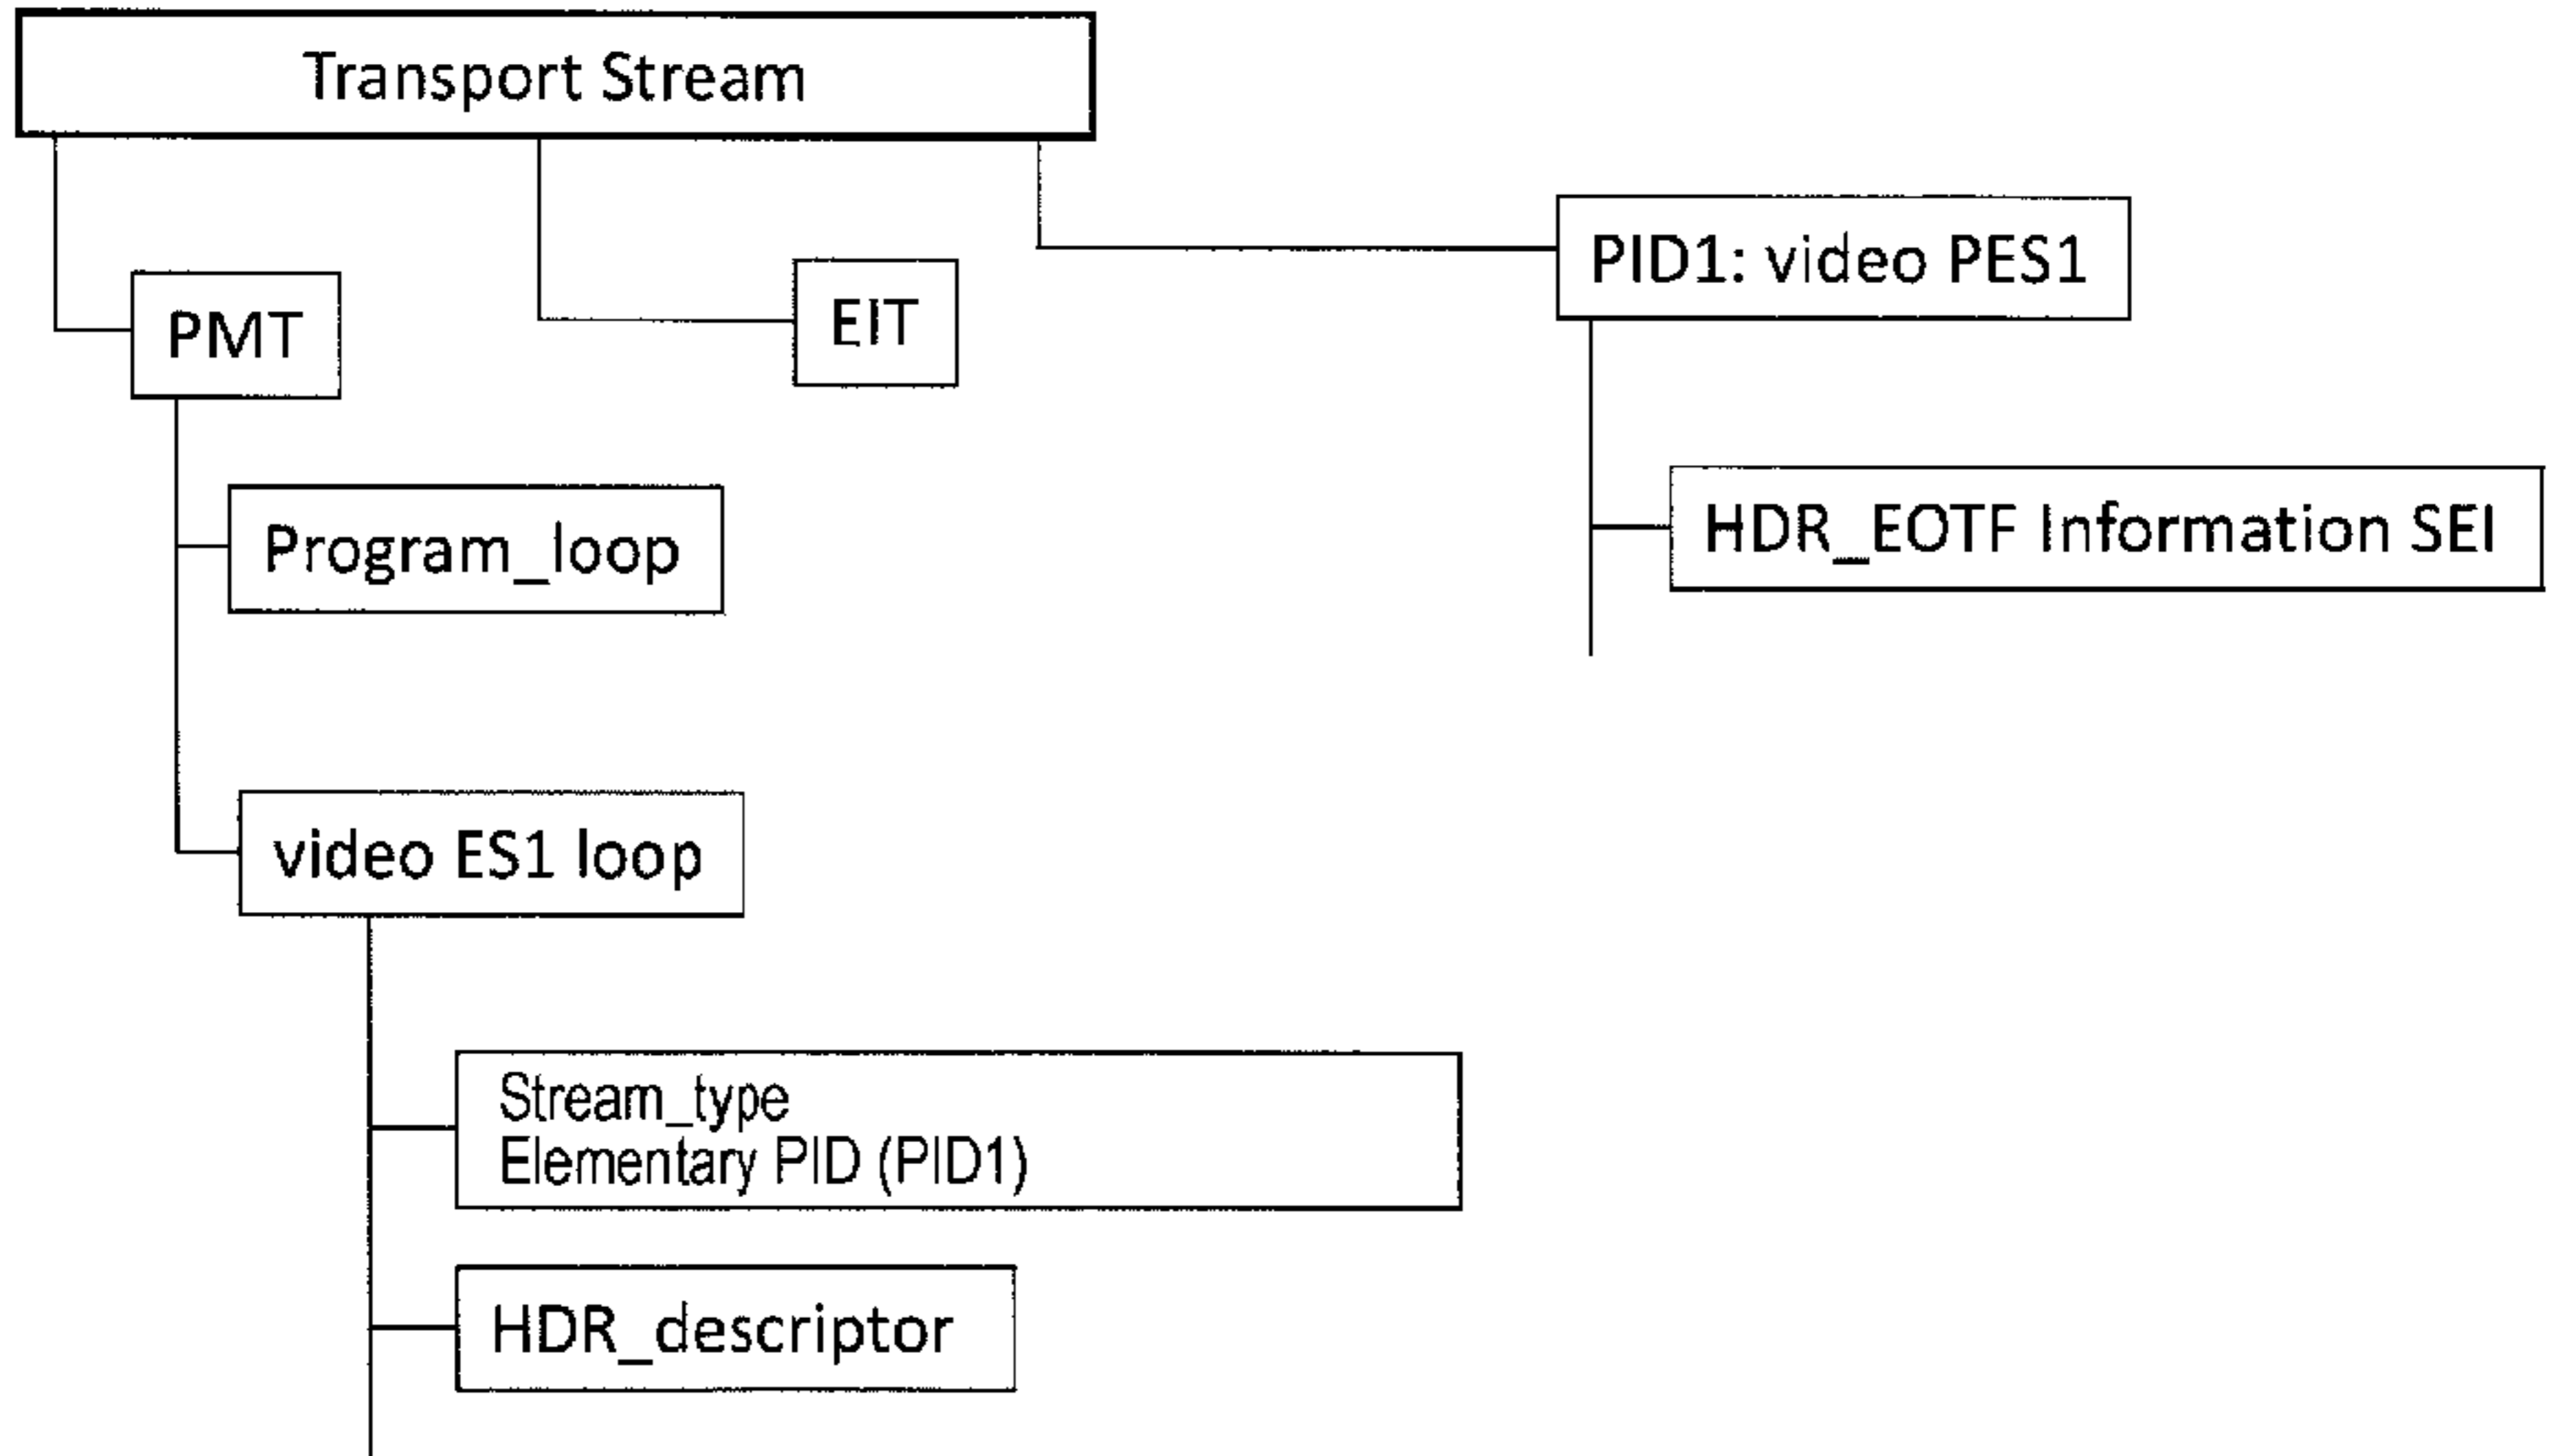 Transport Stream
PID1: video PES1
PMT
EIT
HDR_EOTF Information SEI
Program_loop
video ES1 loop
Stream_type
Elementary PID (PID1)
HDR_descriptor